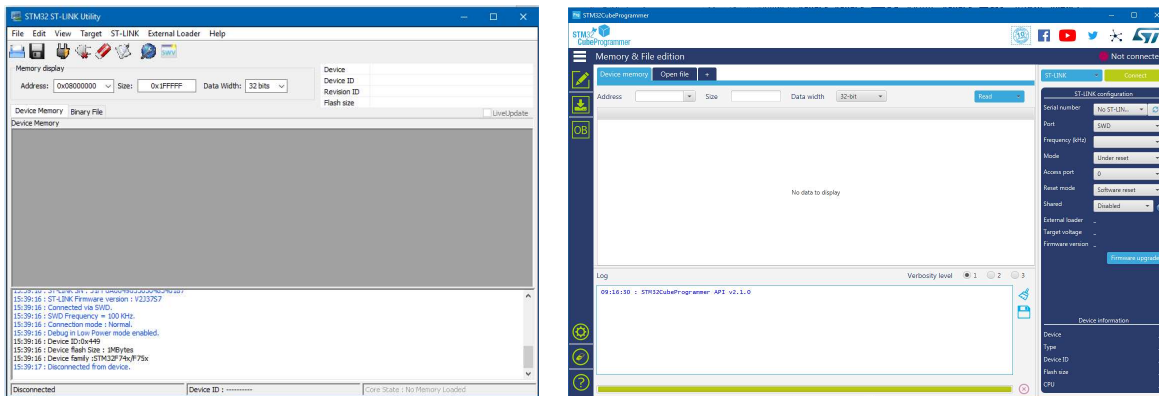 STM32 ST-LINK Utility
File Edit View Target ST-LINK External Loader Help
Memory display
Address: 0x08000000 Size: 0x1FFFFF Data Width: 32 bits
Device
Device ID
Revision ID
Flash size
Device Memory Binary File
LiveUpdate
Device Memory
15:39:16 : ST-LINK Firmware version : V2J37S7
15:39:16 : Connected via SWD.
15:39:16 : SWD Frequency = 100 KHz.
15:39:16 : Connection mode : Normal.
15:39:16 : Debug in Low Power mode enabled.
15:39:16 : Device ID:0x449
15:39:16 : Device flash Size : 1MBytes
15:39:16 : Device family :STM32F74x/F75x
15:39:17 : Disconnected from device.
Disconnected
Device ID : ----------
Core State : No Memory Loaded
STM32CubeProgrammer
STM32
CubeProgrammer
Memory & File edition
Not connecte
Device memory Open file +
Address Size Data width 32-bit Read
No data to display
Log
Verbosity level 1 2 3
09:16:50 : STM32CubeProgrammer API v2.1.0
OB
ST-LINK Connect
ST-LINK configuration
Serial number No ST-LIN...
Port SWD
Frequency (kHz)
Mode Under reset
Access port 0
Reset mode Software reset
Shared Disabled
External loader _
Target voltage _
Firmware version _
Firmware upgrade
Device information
Device
Type
Device ID
Flash size
CPU